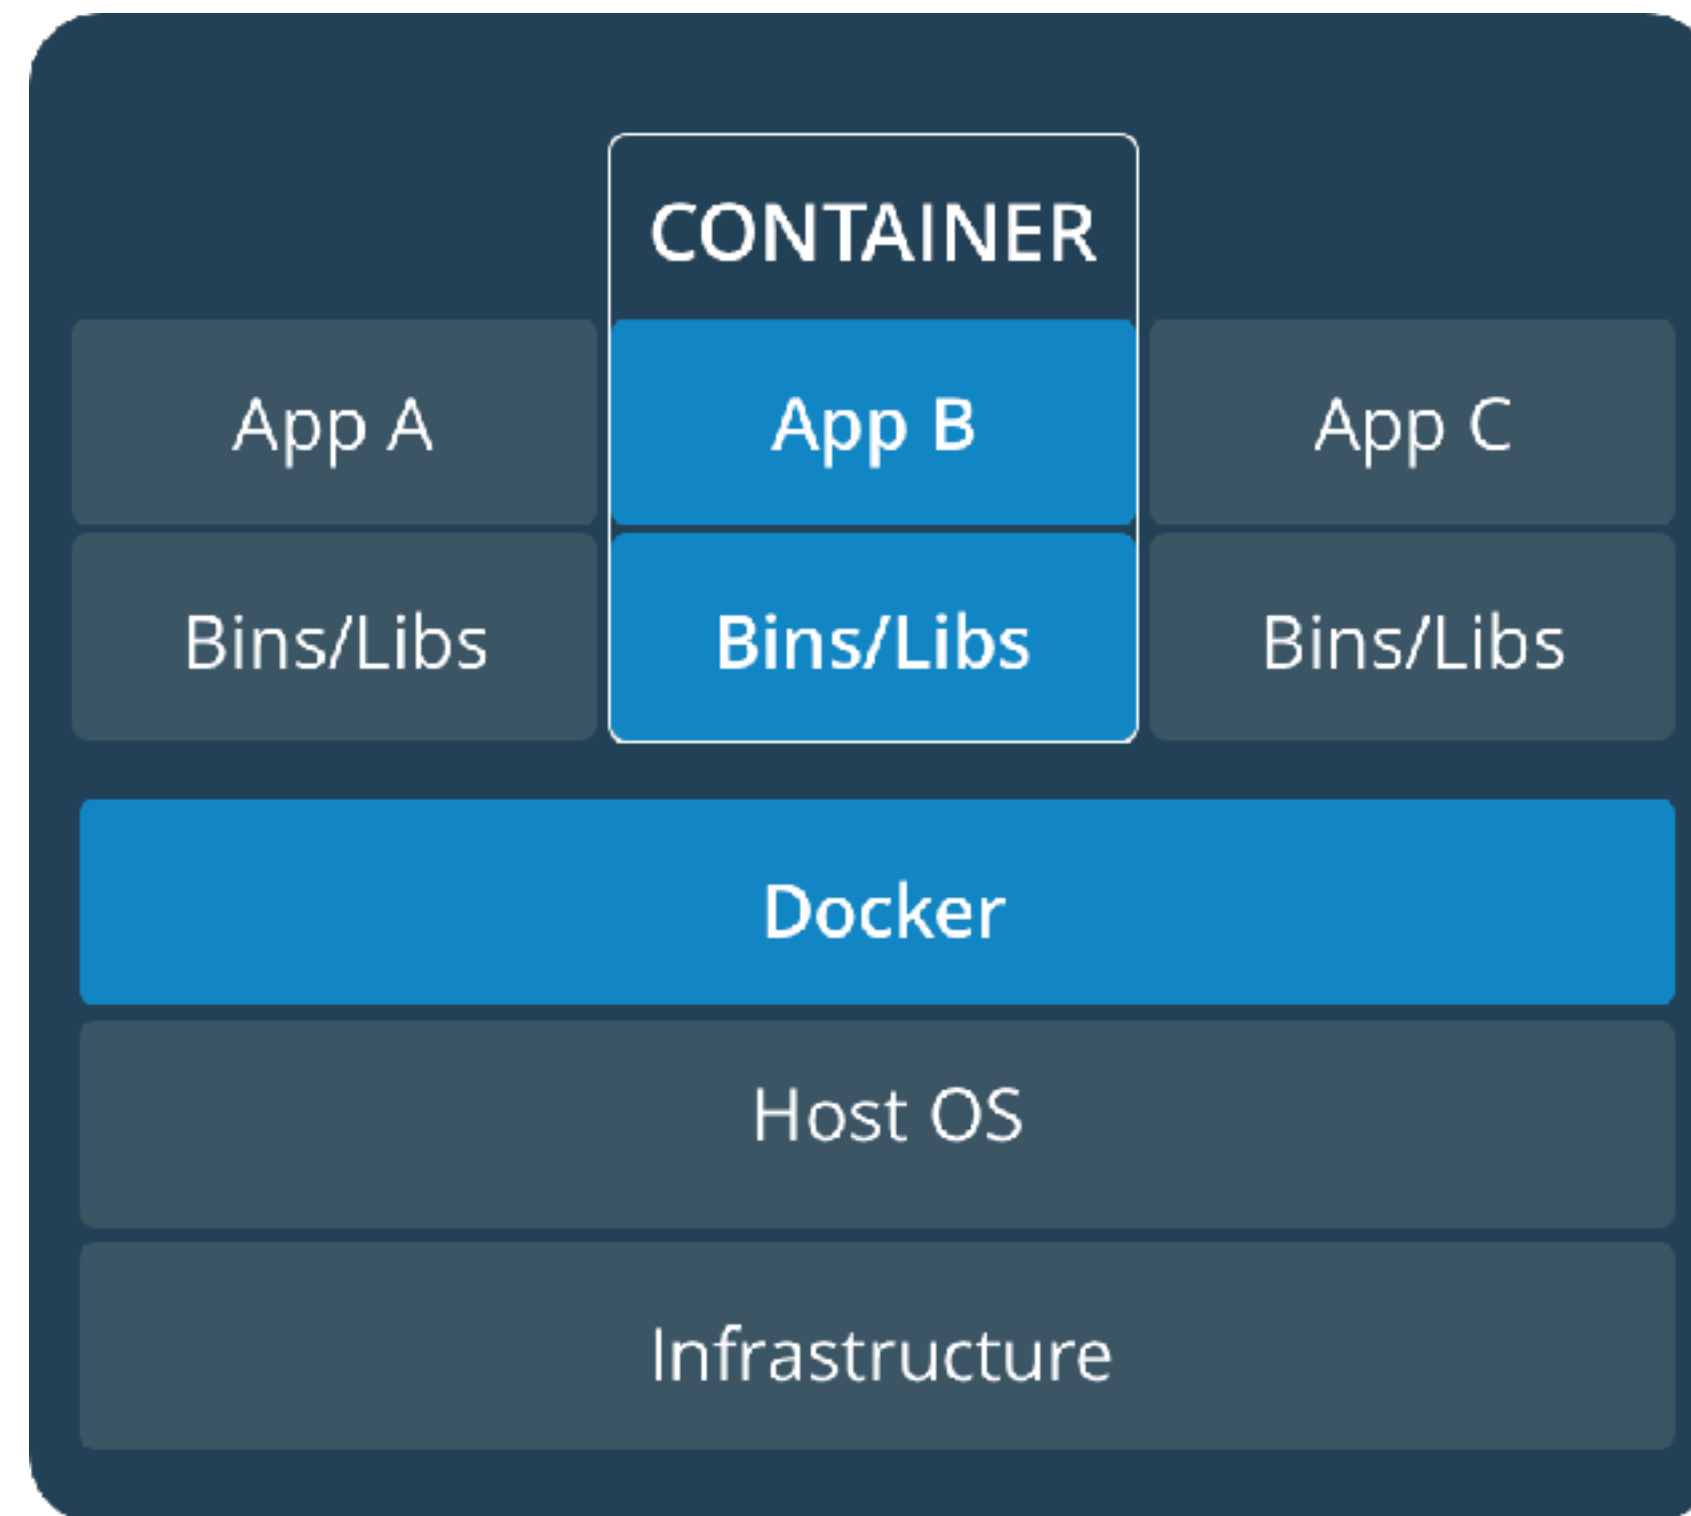 CONTAINER
App A
App B
App C
Bins/Libs
Bins/Libs
Bins/Libs
Docker
Host OS
Infrastructure